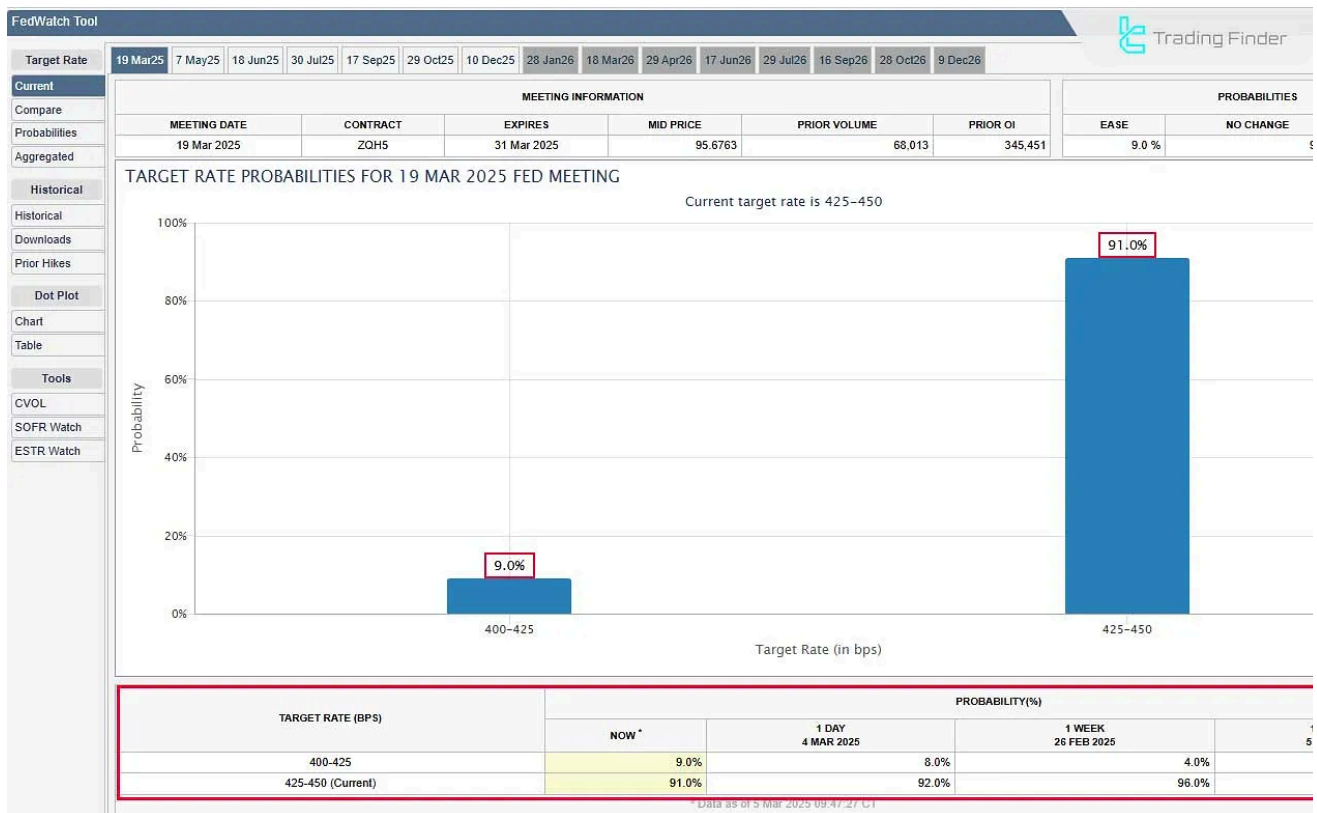 FedWatch Tool
Trading Finder
Target Rate
Current
Compare
Probabilities
Aggregated
Historical
Historical
Downloads
Prior Hikes
Dot Plot
Chart
Table
Tools
CVOL
SOFR Watch
ESTR Watch
19 Mar25 7 May25 18 Jun25 30 Jul25 17 Sep25 29 Oct25 10 Dec25 28 Jan26 18 Mar26 29 Apr26 17 Jun26 29 Jul26 16 Sep26 28 Oct26 9 Dec26
MEETING INFORMATION
MEETING DATE CONTRACT EXPIRES MID PRICE PRIOR VOLUME PRIOR OI
19 Mar 2025 ZQH5 31 Mar 2025 95.6763 68,013 345,451
PROBABILITIES
EASE NO CHANGE
9.0 %
TARGET RATE PROBABILITIES FOR 19 MAR 2025 FED MEETING
Current target rate is 425–450
100%
80%
60%
40%
20%
0%
Probability
9.0%
91.0%
400–425 425–450
Target Rate (in bps)
TARGET RATE (BPS) PROBABILITY(%)
NOW * 1 DAY 4 MAR 2025 1 WEEK 26 FEB 2025
400-425 9.0% 8.0% 4.0%
425-450 (Current) 91.0% 92.0% 96.0%
* Data as of 5 Mar 2025 09:47:27 CT